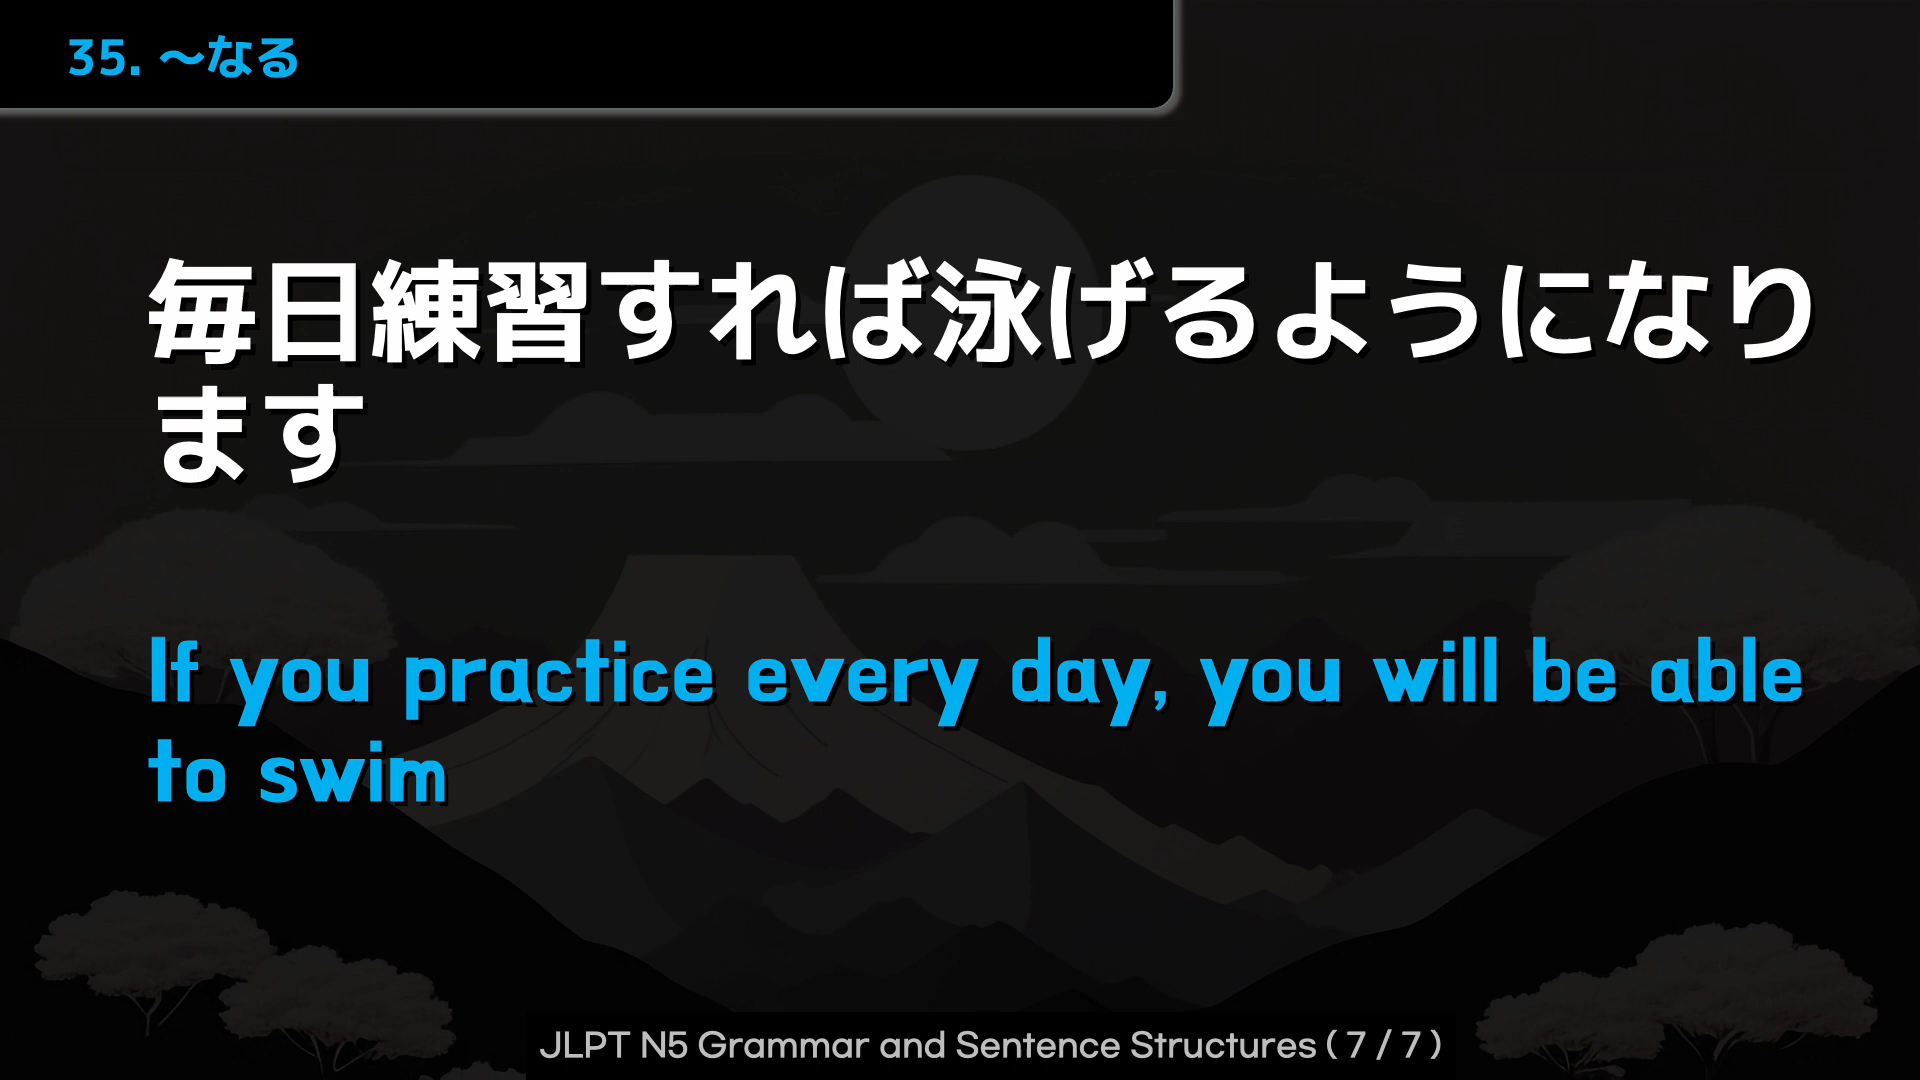 35. 〜なる
毎日練習すれば泳げるようになり
ます
If you practice every day, you will be able
to swim
JLPT N5 Grammar and Sentence Structures ( 7 / 7 )